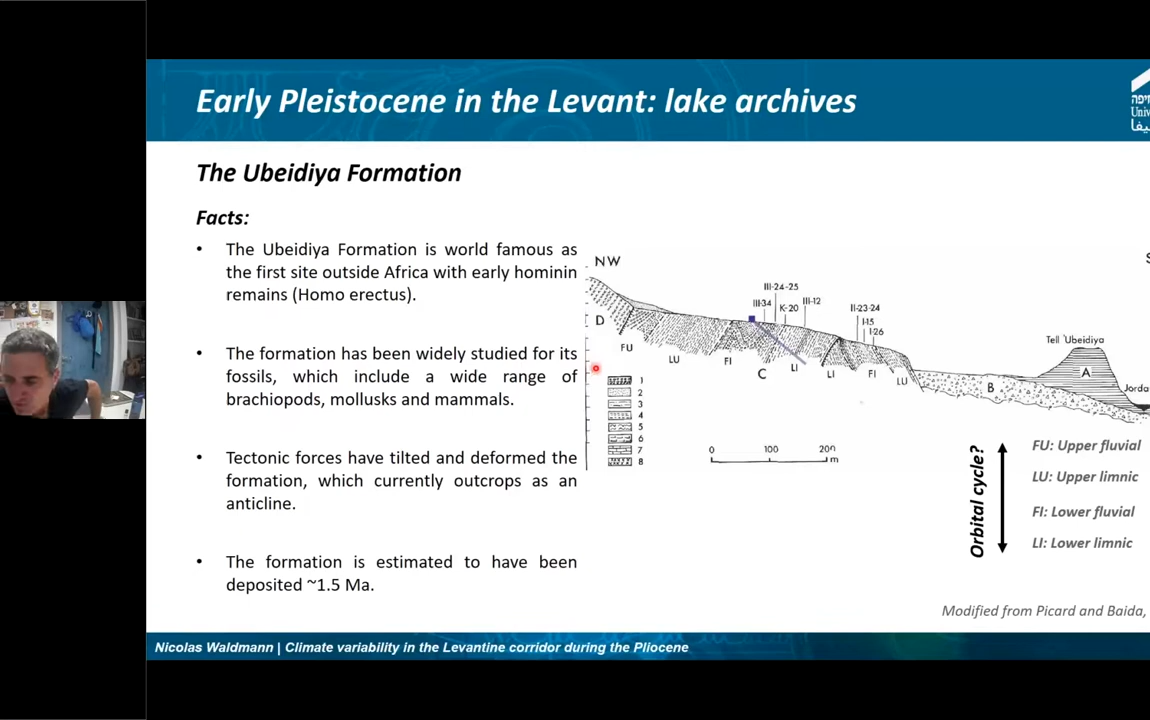 Early Pleistocene in the Levant: lake archives
The Ubeidiya Formation
Facts:
• The Ubeidiya Formation is world famous as
the first site outside Africa with early hominin
remains (Homo erectus).
• The formation has been widely studied for its
fossils, which include a wide range of
brachiopods, mollusks and mammals.
• Tectonic forces have tilted and deformed the
formation, which currently outcrops as an
anticline.
• The formation is estimated to have been
deposited ~1.5 Ma.
NW
S
III-24-25
III-34 K-20 III-12
II-23-24
I-15
I-26
D
FU
LU
FI
C
LI
LI
FI
LU
B
Tell 'Ubeidiya
A
Jorda
1
2
3
4
5
6
7
8
0 100 200
m
Orbital cycle?
FU: Upper fluvial
LU: Upper limnic
FI: Lower fluvial
LI: Lower limnic
Modified from Picard and Baida,
Nicolas Waldmann | Climate variability in the Levantine corridor during the Pliocene